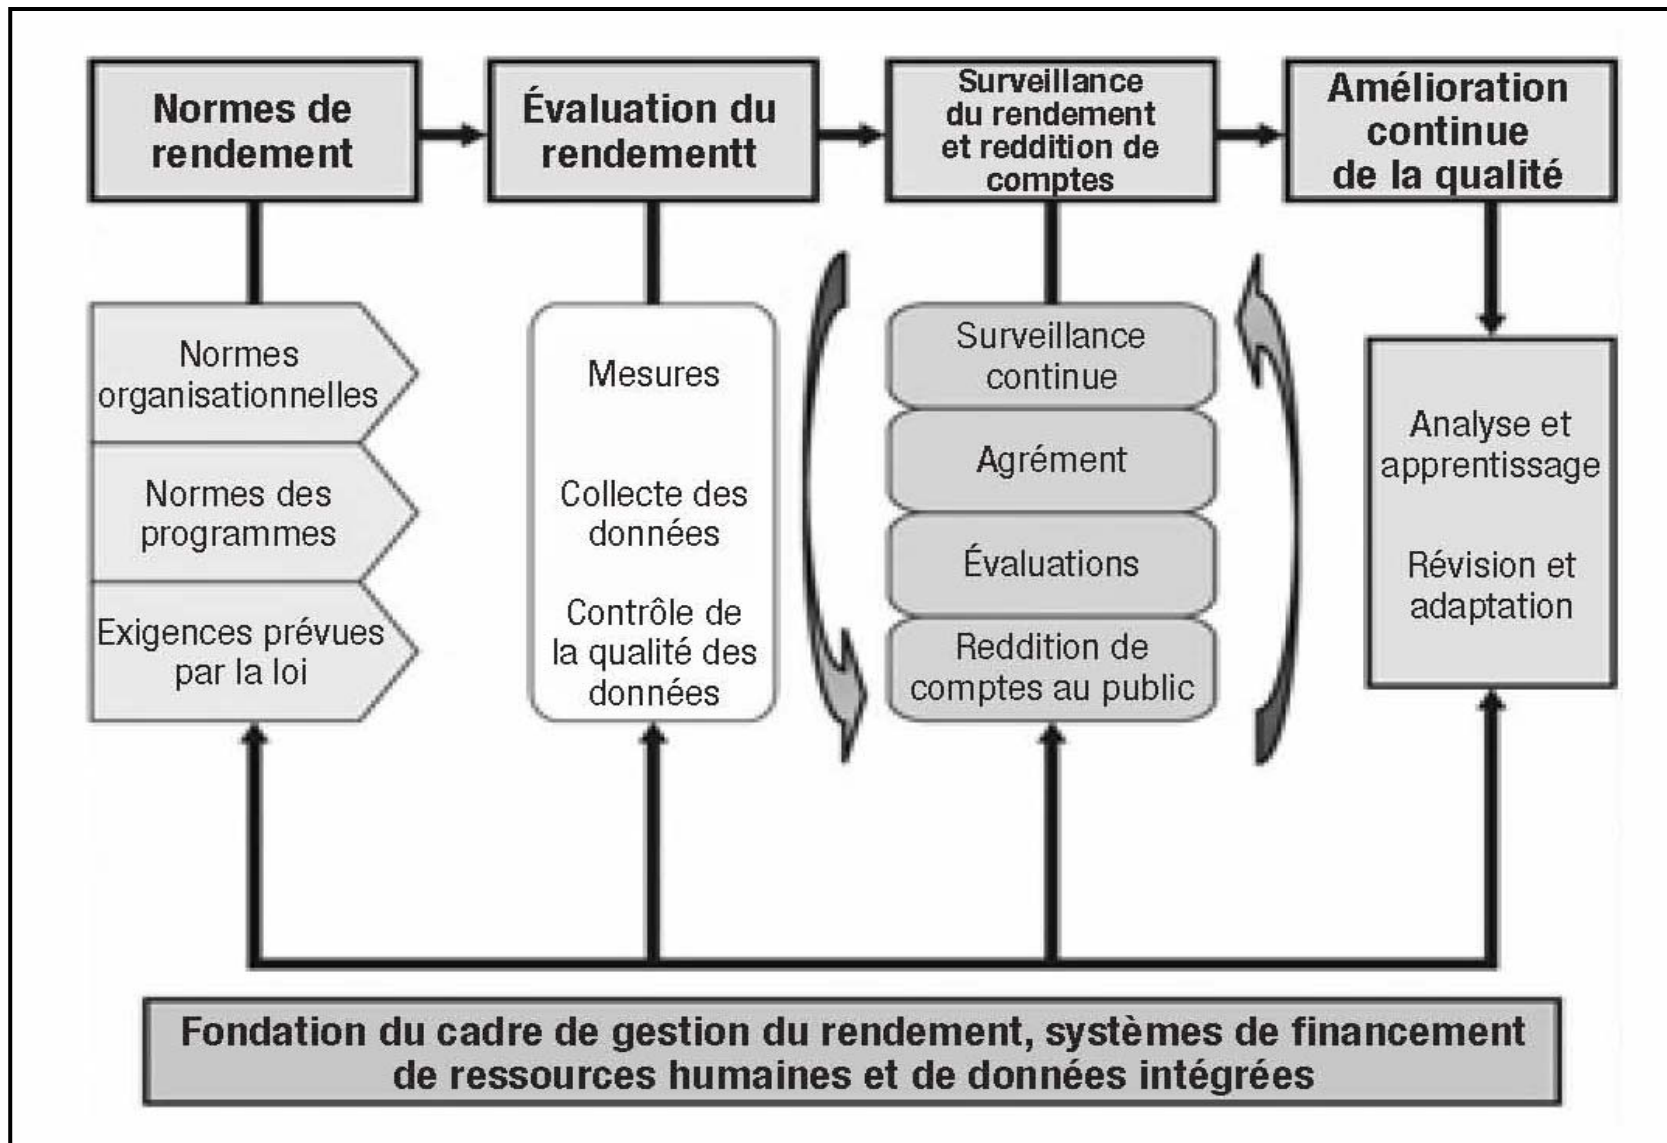 Normes de
rendement
Évaluation du
rendementt
Surveillance
du rendement
et reddition de
comptes
Amélioration
continue
de la qualité
Normes
organisationnelles
Normes des
programmes
Exigences prévues
par la loi
Mesures
Collecte des
données
Contrôle de
la qualité des
données
Surveillance
continue
Agrément
Évaluations
Reddition de
comptes au public
Analyse et
apprentissage
Révision et
adaptation
Fondation du cadre de gestion du rendement, systèmes de financement
de ressources humaines et de données intégrées